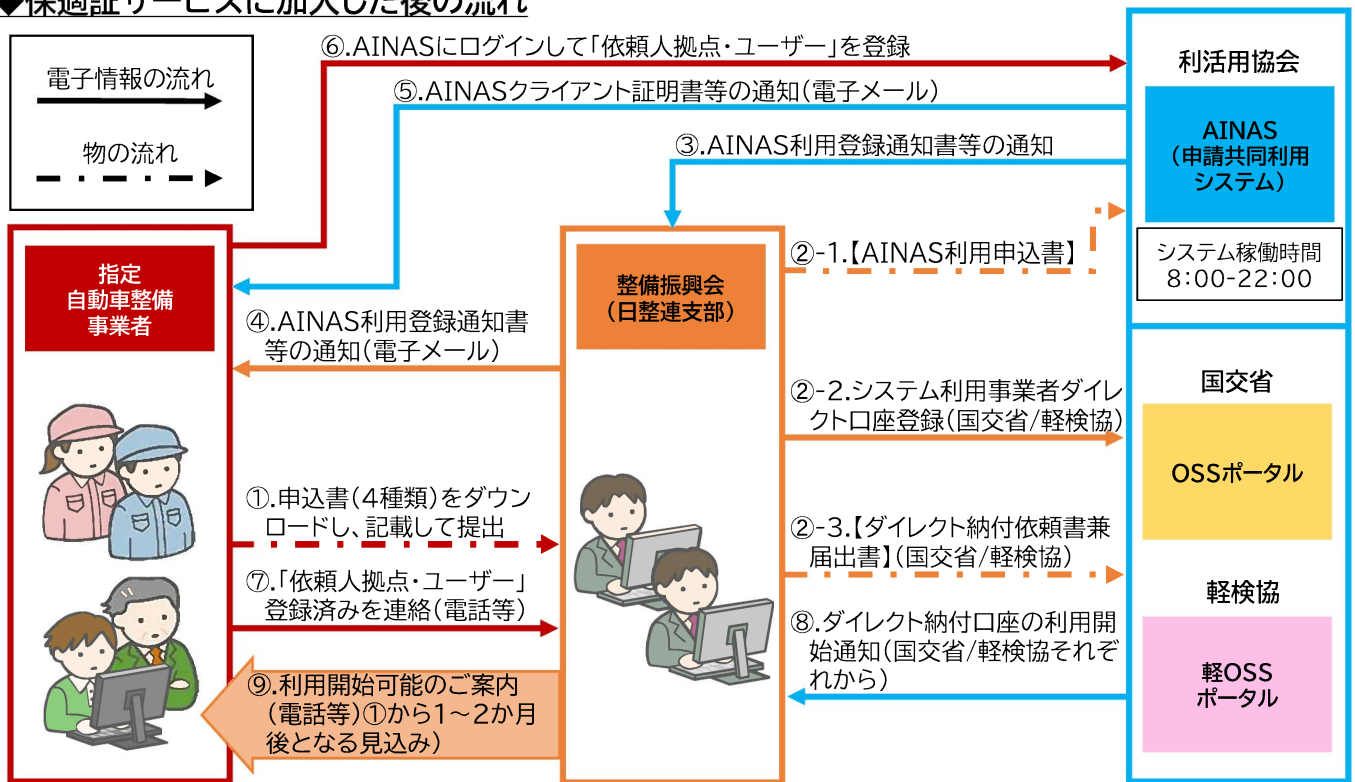 ◆保適証サービスに加入した後の流れ
電子情報の流れ
物の流れ
⑥.AINASにログインして「依頼人拠点・ユーザー」を登録
⑤.AINASクライアント証明書等の通知(電子メール)
③.AINAS利用登録通知書等の通知
利活用協会
AINAS
(申請共同利用
システム)
システム稼働時間
8:00-22:00
指定
自動車整備
事業者
整備振興会
(日整連支部)
②-1.【AINAS利用申込書】
④.AINAS利用登録通知書
等の通知(電子メール)
②-2.システム利用事業者ダイレ
クト口座登録(国交省/軽検協)
国交省
OSSポータル
①.申込書(4種類)をダウン
ロードし、記載して提出
②-3.【ダイレクト納付依頼書兼
届出書】(国交省/軽検協)
⑦.「依頼人拠点・ユーザー」
登録済みを連絡(電話等)
軽検協
軽OSS
ポータル
⑧.ダイレクト納付口座の利用開
始通知(国交省/軽検協それぞ
れから)
⑨.利用開始可能のご案内
(電話等)①から1~2か月
後となる見込み)